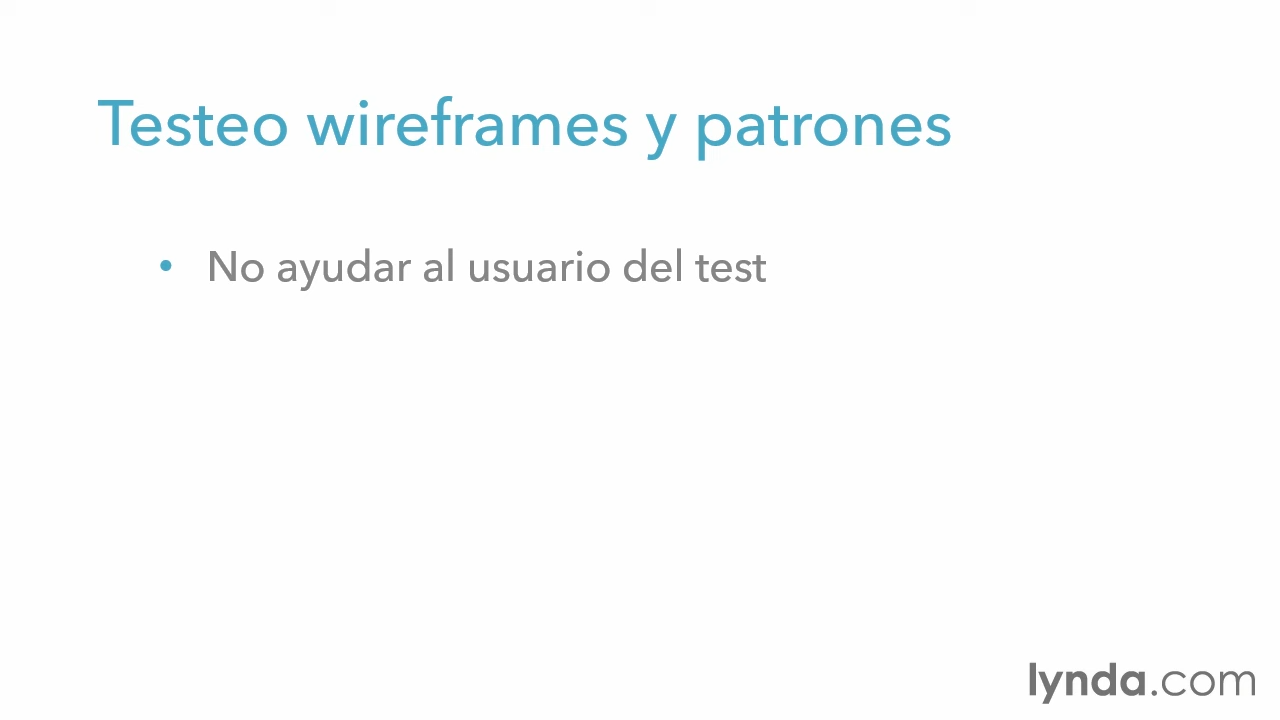 Testeo wireframes y patrones
• No ayudar al usuario del test
lynda.com